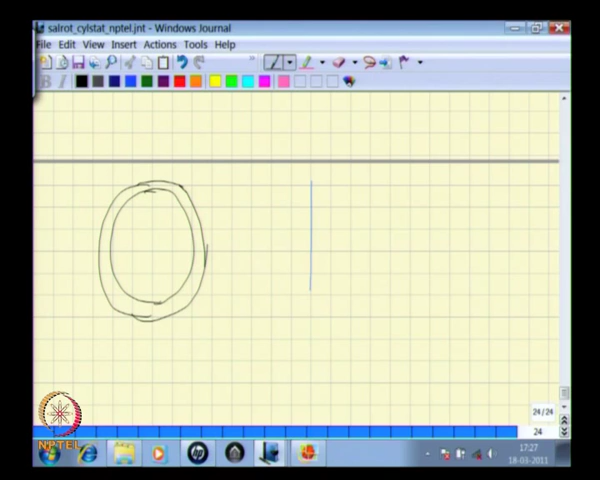 salrot_cylstat_nptel.jnt - Windows Journal
File Edit View Insert Actions Tools Help
B I
24/24
24
NPTEL
17:27
18-03-2011